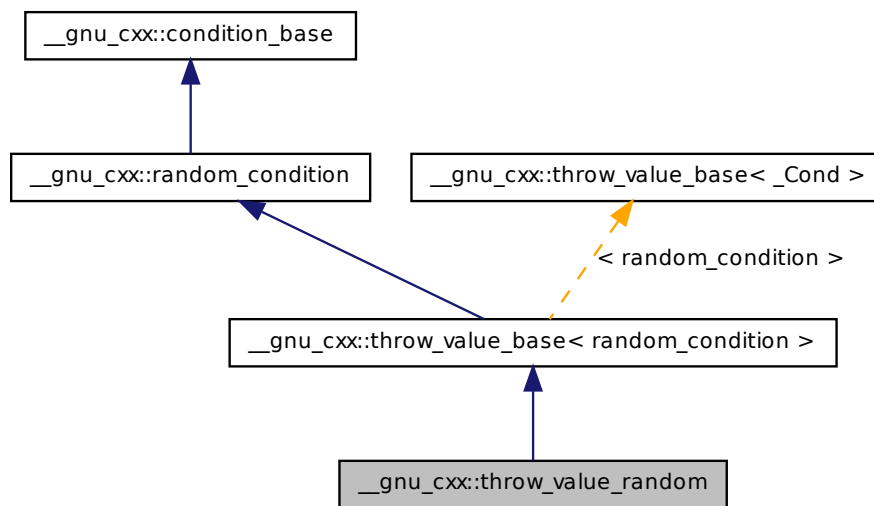 __gnu_cxx::condition_base
__gnu_cxx::random_condition
__gnu_cxx::throw_value_base< _Cond >
< random_condition >
__gnu_cxx::throw_value_base< random_condition >
__gnu_cxx::throw_value_random